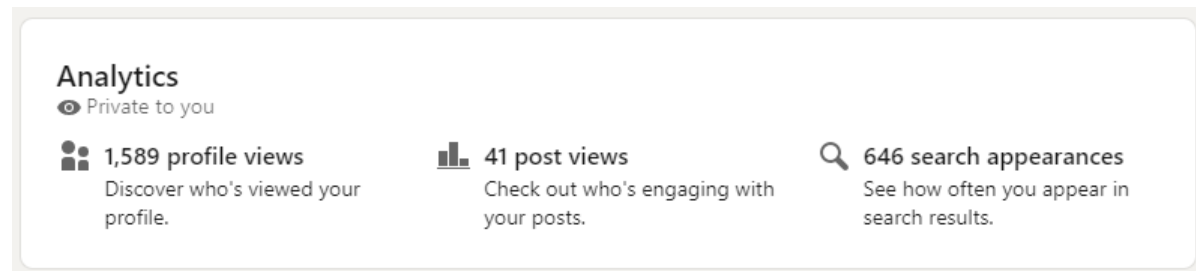 Analytics
Private to you
1,589 profile views
Discover who's viewed your
profile.
41 post views
Check out who's engaging with
your posts.
646 search appearances
See how often you appear in
search results.